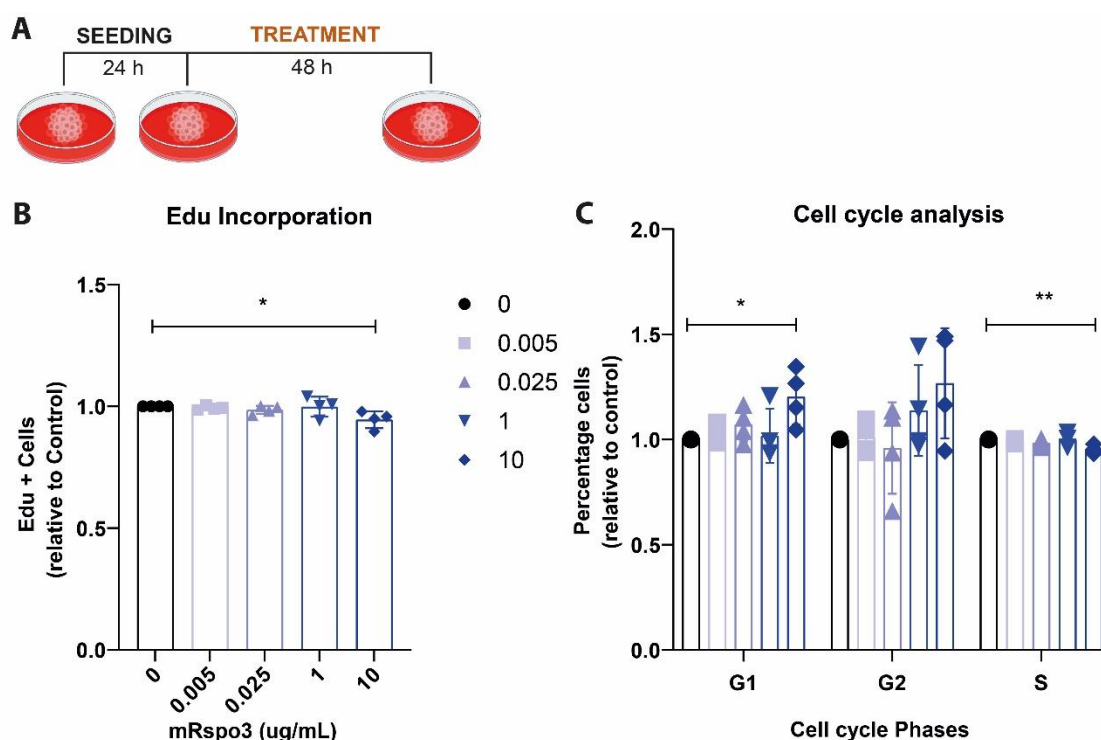 A
SEEDING
TREATMENT
24 h
48 h
B
Edu Incorporation
*
1.5
1.0
0.5
0.0
Edu + Cells
(relative to Control)
0
0.005
0.025
1
10
mRspo3 (ug/mL)
0
0.005
0.025
1
10
C
Cell cycle analysis
*
**
2.0
1.5
1.0
0.5
0.0
Percentage cells
(relative to control)
G1
G2
S
Cell cycle Phases